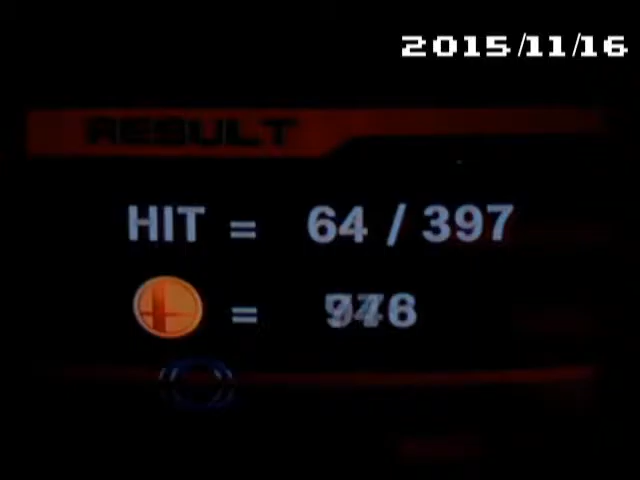 2015/11/16
RESULT
HIT = 64 / 397
=